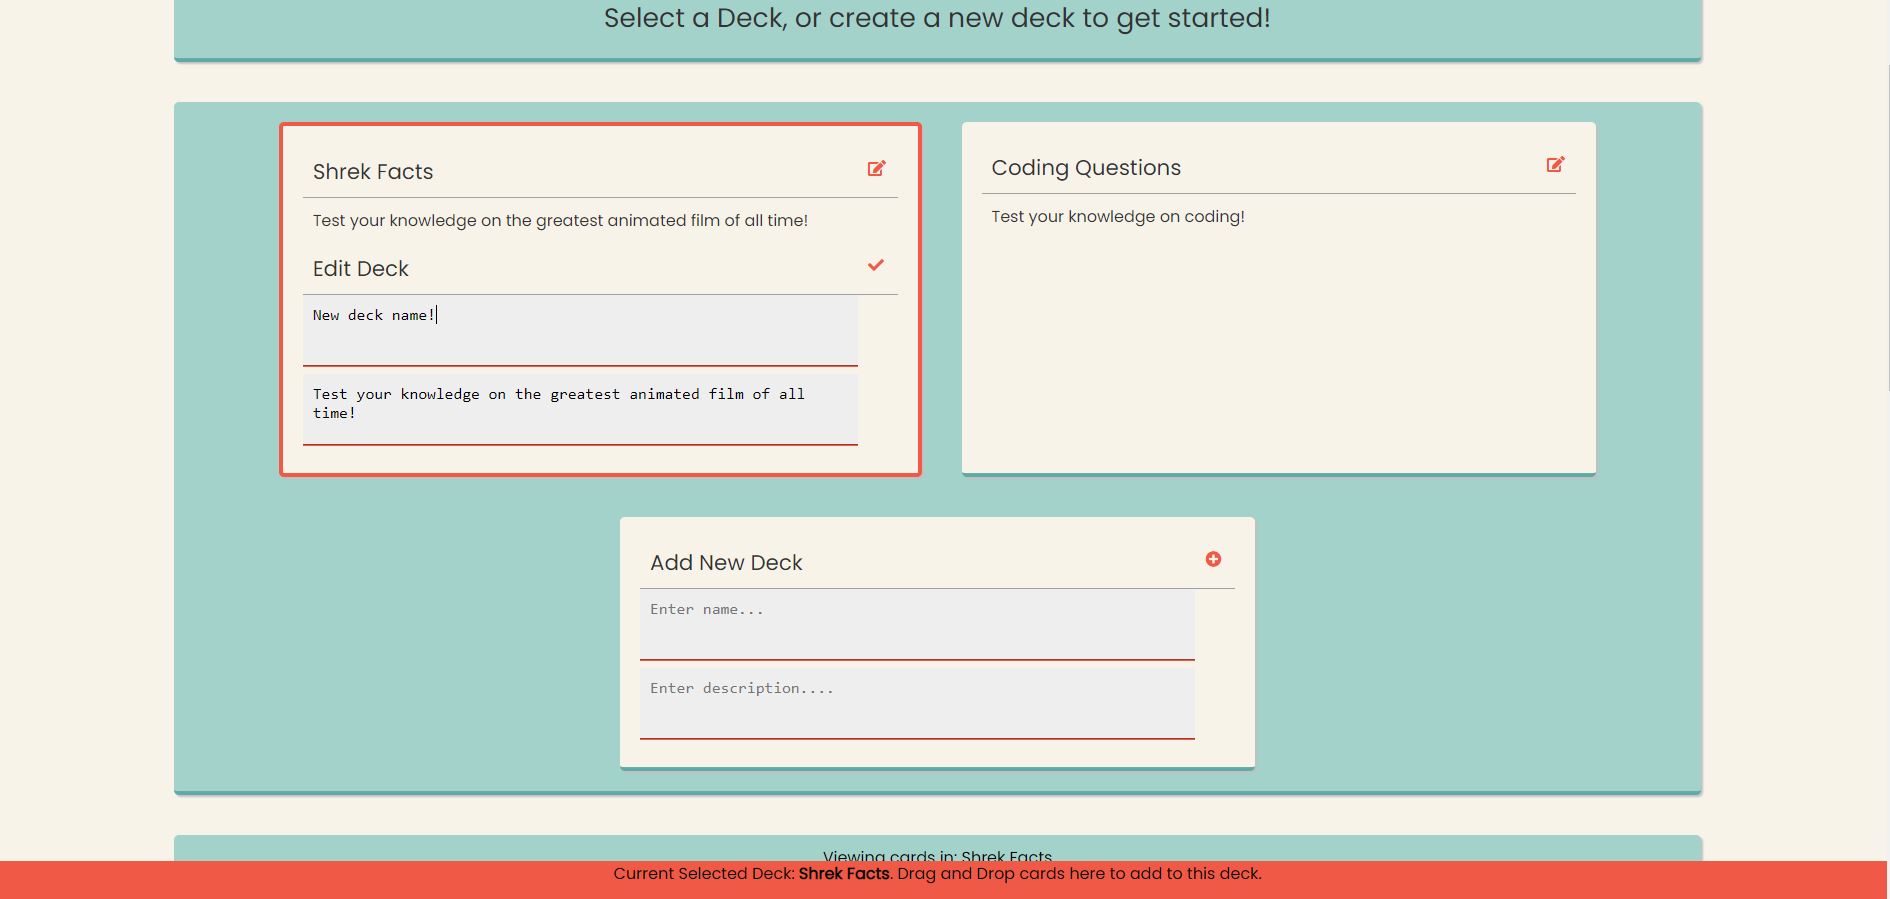 Select a Deck, or create a new deck to get started!
Shrek Facts
Test your knowledge on the greatest animated film of all time!
Edit Deck
New deck name!
Test your knowledge on the greatest animated film of all
time!
Coding Questions
Test your knowledge on coding!
Add New Deck
Enter name...
Enter description....
Viewing cards in: Shrek Facts
Current Selected Deck: Shrek Facts. Drag and Drop cards here to add to this deck.